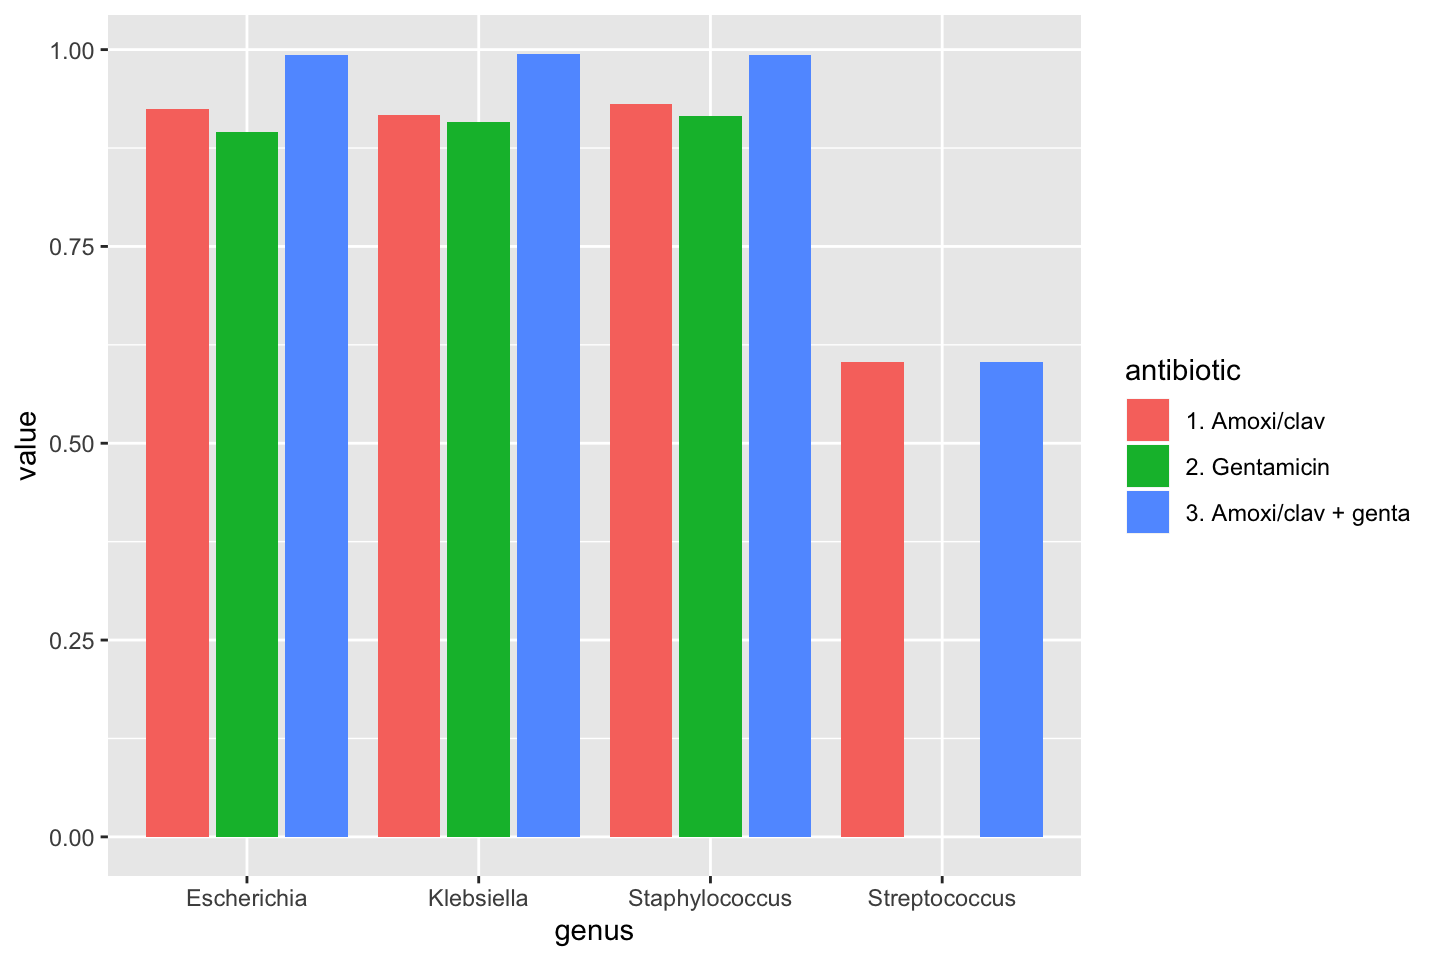 1.00
0.75
0.50
0.25
0.00
value
Escherichia
Klebsiella
Staphylococcus
Streptococcus
genus
antibiotic
1. Amoxi/clav
2. Gentamicin
3. Amoxi/clav + genta